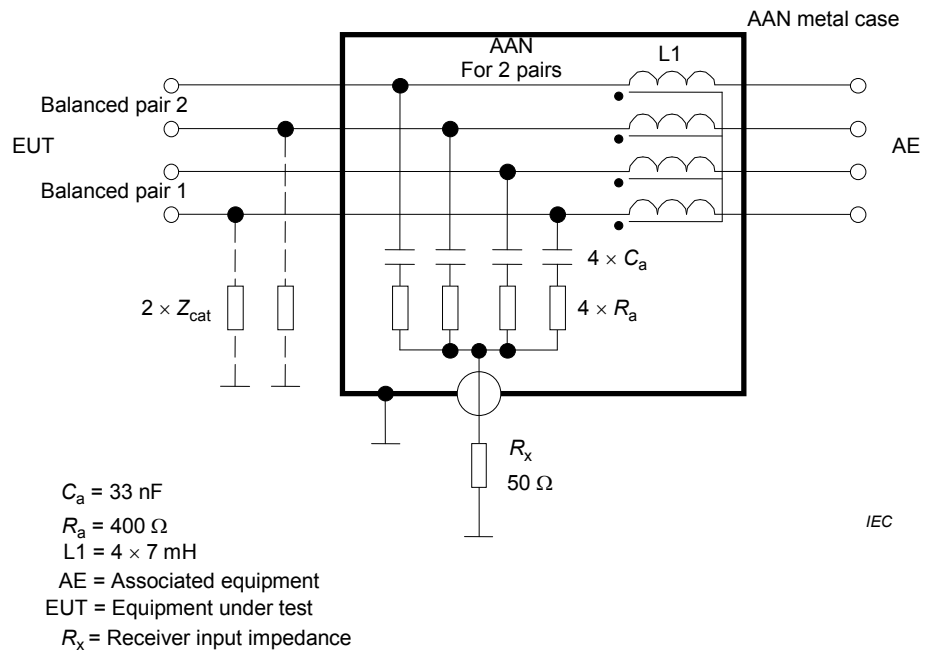 AAN metal case
AAN
For 2 pairs
L1
Balanced pair 2
EUT
AE
Balanced pair 1
4 × Ca
2 × Zcat
4 × Ra
Rx
50 Ω
Ca = 33 nF
Ra = 400 Ω
L1 = 4 × 7 mH
AE = Associated equipment
EUT = Equipment under test
Rx = Receiver input impedance
IEC